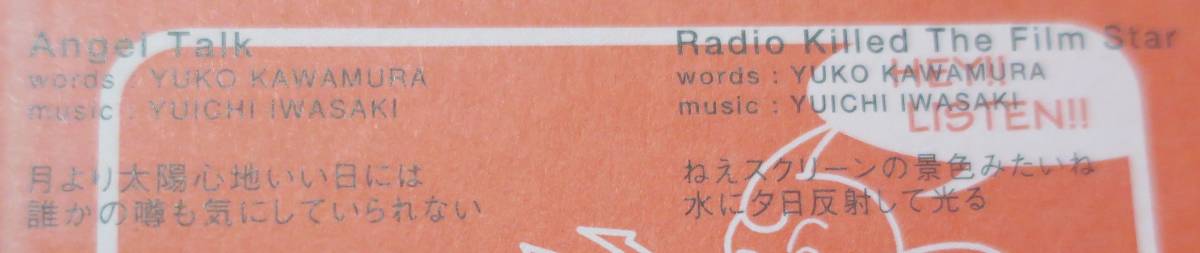 Angel Talk
words : YUKO KAWAMURA
music : YUICHI IWASAKI
月より太陽心地いい日には
誰かの噂も気にしていられない
Radio Killed The Film Star
words : YUKO KAWAMURA
music : YUICHI IWASAKI
HEY!!
LISTEN!!
ねえスクリーンの景色みたいね
水に夕日反射して光る